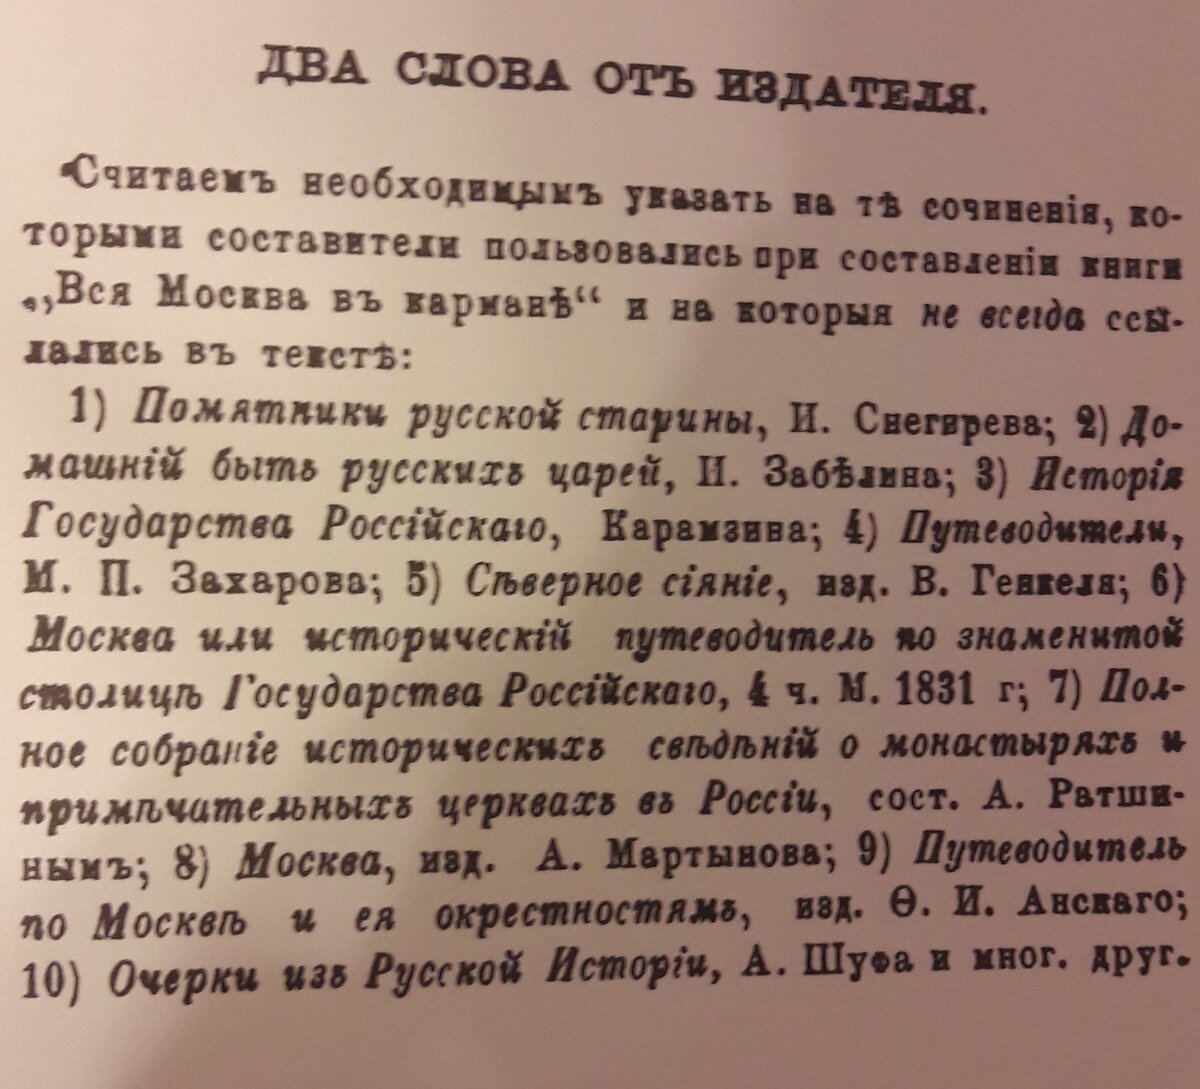 ДВА СЛОВА ОТЪ ИЗДАТЕЛЯ.
Считаемъ необходимымъ указать на тѣ сочиненія, ко-
торыми составители пользовались при составленіи книги
„Вся Москва въ карманѣ“ и на которыя не всегда ссы-
лались въ текстѣ:
1) Помятники русской старины, И. Снегирева; 2) До-
машній быть русскихъ царей, И. Забѣлина; 3) Исторія
Государства Россійскаго, Карамзина; 4) Путеводители,
М. П. Захарова; 5) Сѣверное сіяніе, изд. В. Генкеля; 6)
Москва или историческій путеводитель по знаменитой
столицѣ Государства Россійскаго, 4 ч. М. 1831 г; 7) Пол-
ное собраніе историческихъ свѣдѣній о монастыряхъ и
примѣчательныхъ церквахъ въ Россіи, сост. А. Ратши-
нымъ; 8) Москва, изд. А. Мартынова; 9) Путеводитель
по Москвѣ и ея окрестностямъ, изд. Ѳ. И. Анскаго;
10) Очерки изъ Русской Исторіи, А. Шуфа и мног. друг.